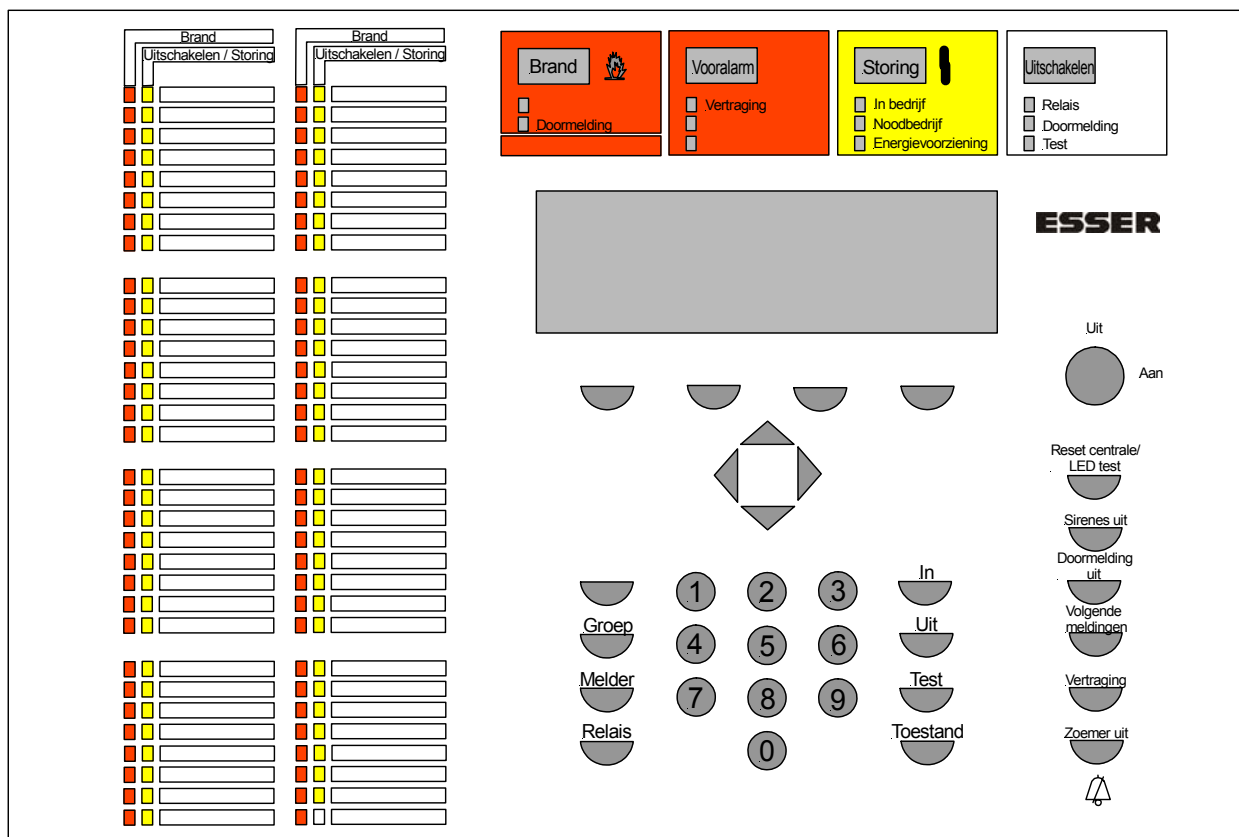 Brand
Uitschakelen / Storing
Brand
Uitschakelen / Storing
Brand
Doormelding
Vooralarm
Vertraging
Storing
In bedrijf
Noodbedrijf
Energievoorziening
Uitschakelen
Relais
Doormelding
Test
ESSER
Uit
Aan
Reset centrale/
LED test
Sirenes uit
Doormelding
uit
Volgende
meldingen
Vertraging
Zoemer uit
1 2 3 In
Groep 4 5 6 Uit
Melder 7 8 9 Test
Relais 0 Toestand